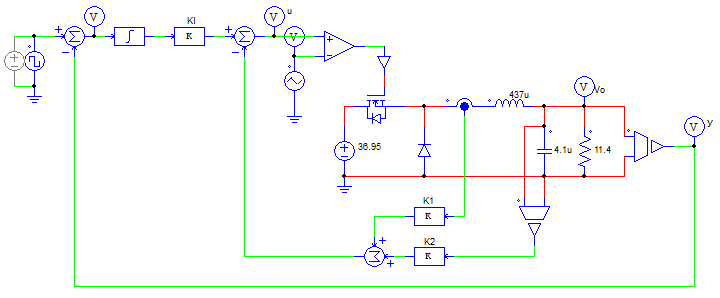 V
u
KI
V
V
K
Σ
Σ
437u
V
Vo
y
V
36.95
4.1u
11.4
K1
K
K2
K
Σ